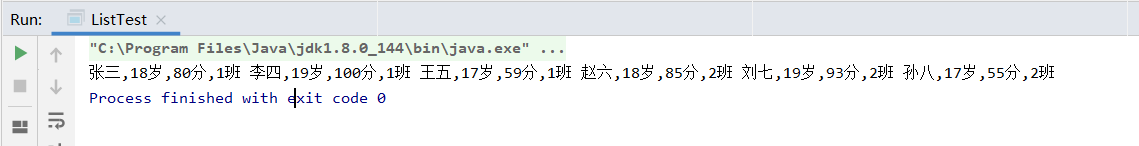 Run: ListTest
"C:\Program Files\Java\jdk1.8.0_144\bin\java.exe" ...
张三,18岁,80分,1班 李四,19岁,100分,1班 王五,17岁,59分,1班 赵六,18岁,85分,2班 刘七,19岁,93分,2班 孙八,17岁,55分,2班
Process finished with exit code 0